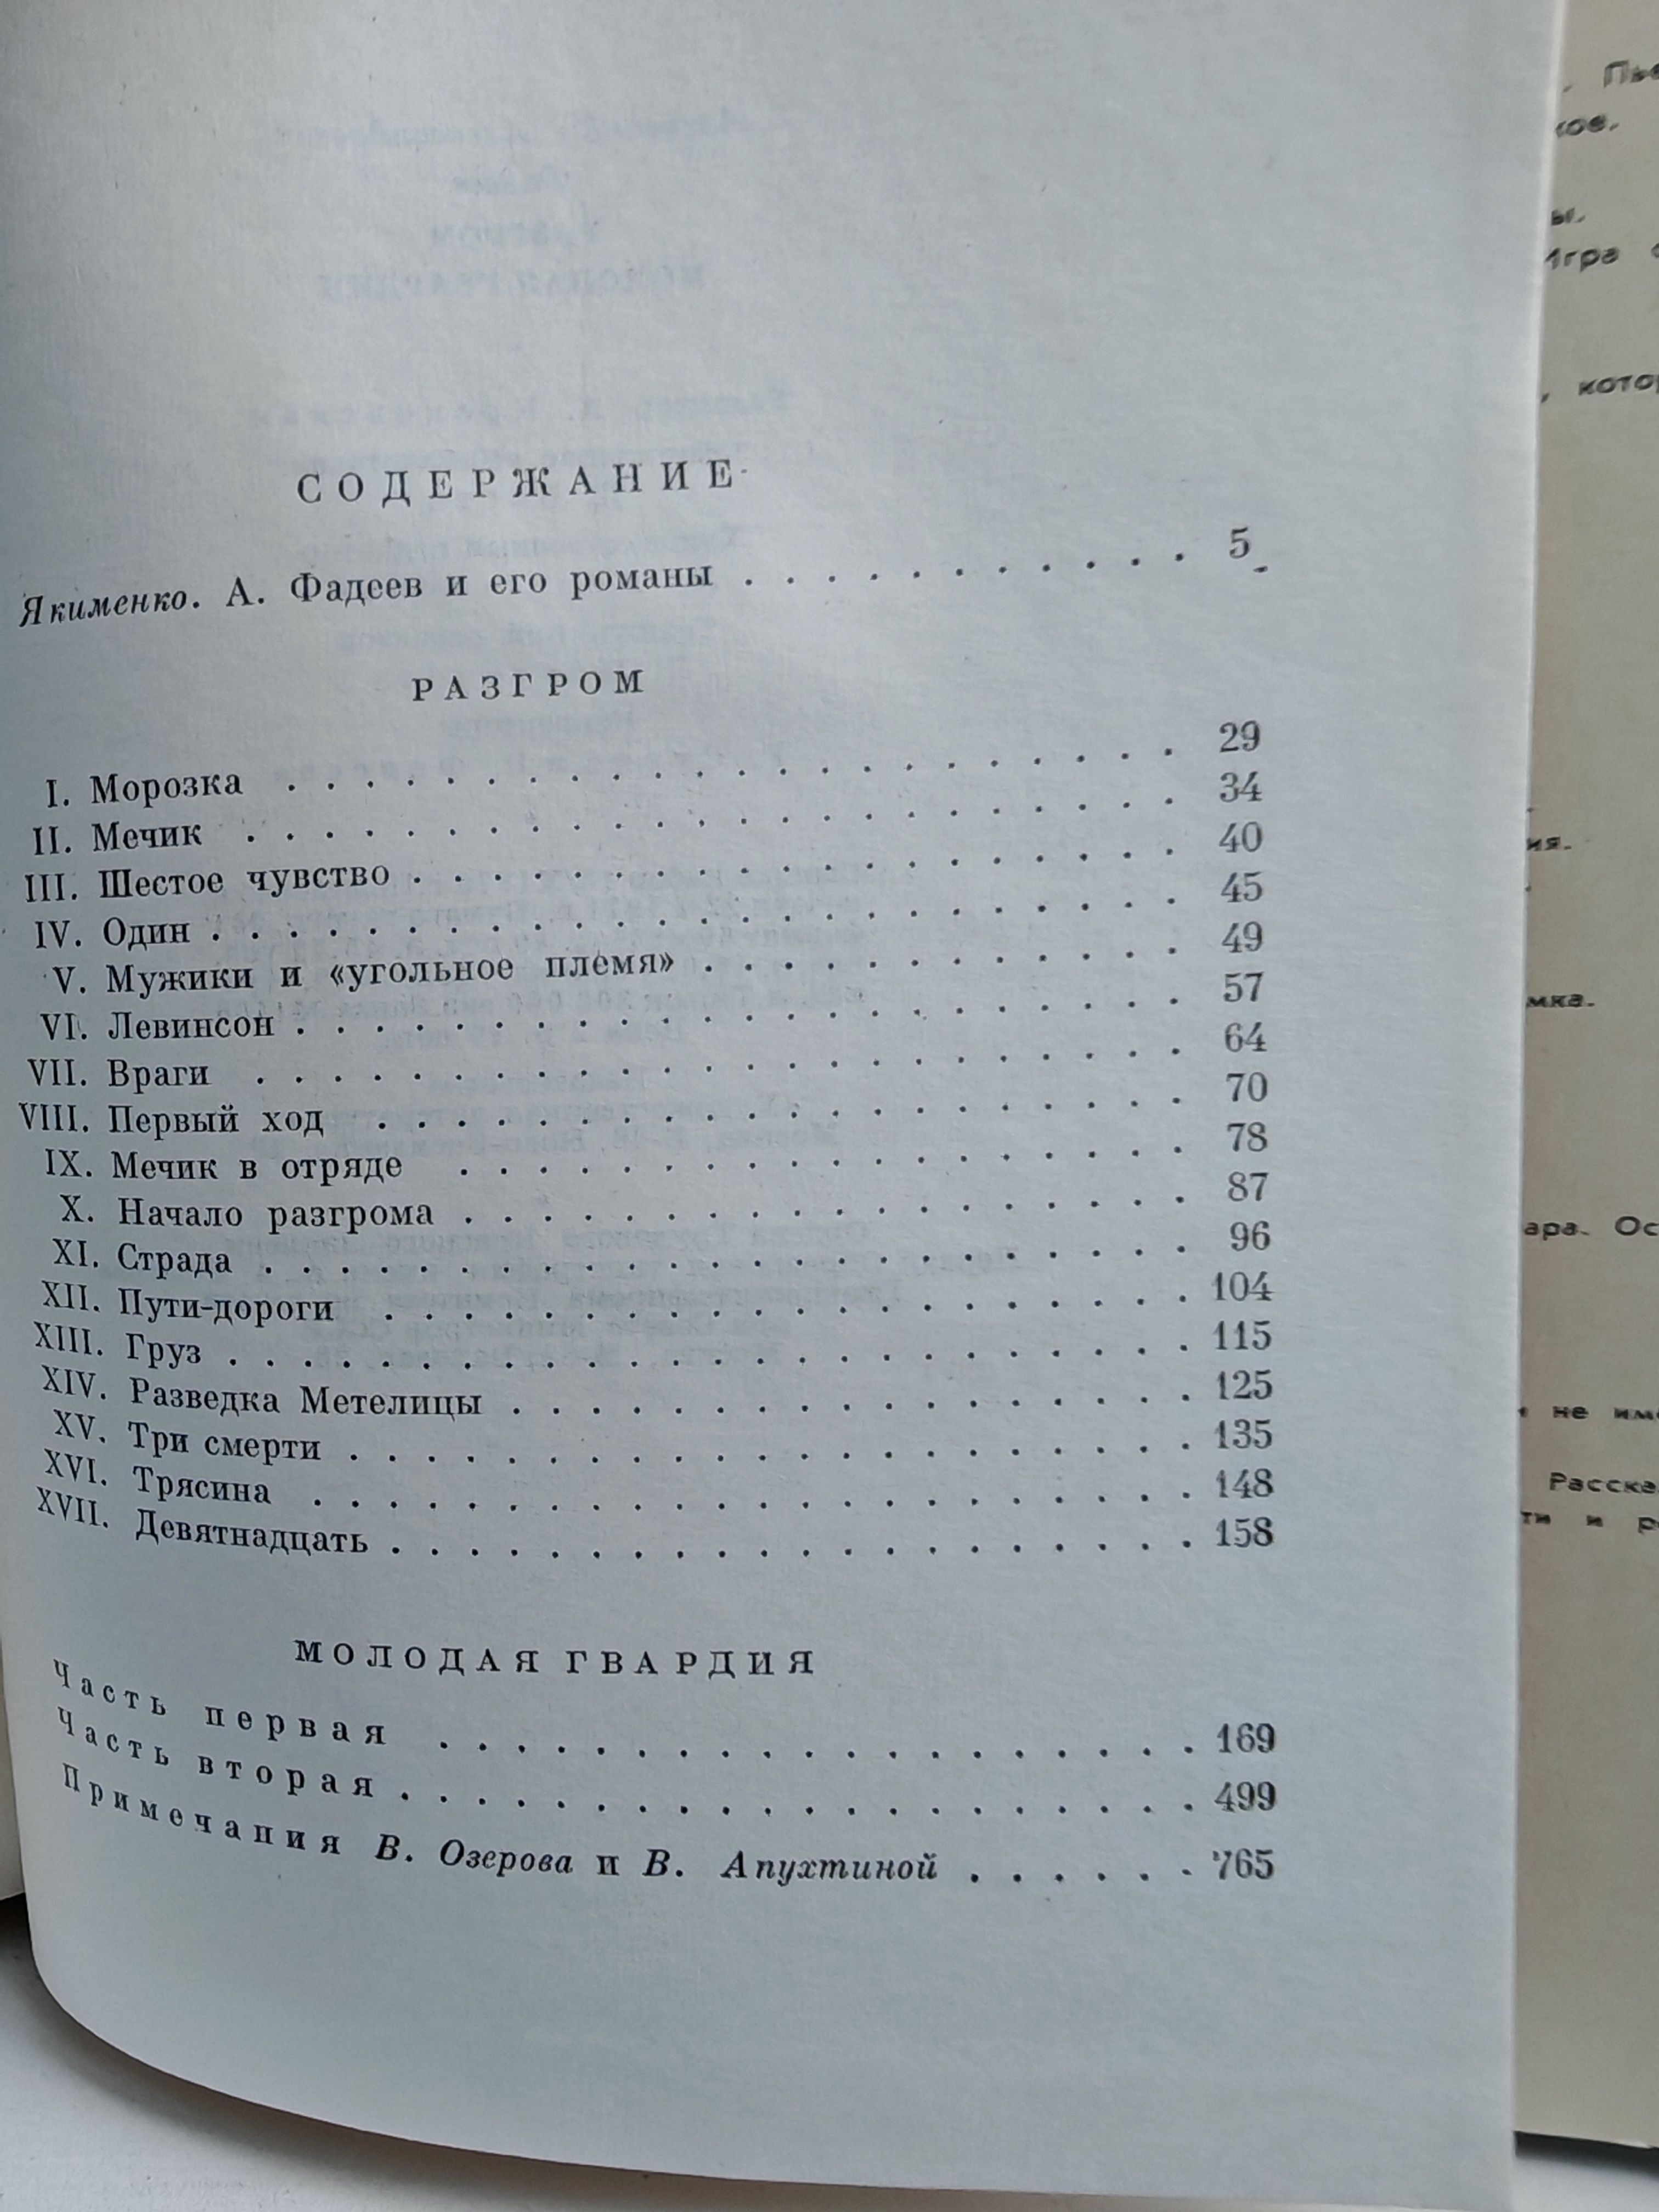 СОДЕРЖАНИЕ
Якименко. А. Фадеев и его романы . . . . . . . . . . . 5
РАЗГРОМ
I. Морозка . . . . . . . . . . . . . . . . . . . . . 29
II. Мечик . . . . . . . . . . . . . . . . . . . . . 34
III. Шестое чувство . . . . . . . . . . . . . . . . . . 40
IV. Один . . . . . . . . . . . . . . . . . . . . . . 45
V. Мужики и «угольное племя» . . . . . . . . . . . . 49
VI. Левинсон . . . . . . . . . . . . . . . . . . . . 57
VII. Враги . . . . . . . . . . . . . . . . . . . . . 64
VIII. Первый ход . . . . . . . . . . . . . . . . . . . 70
IX. Мечик в отряде . . . . . . . . . . . . . . . . . 78
X. Начало разгрома . . . . . . . . . . . . . . . . . 87
XI. Страда . . . . . . . . . . . . . . . . . . . . . 96
XII. Пути-дороги . . . . . . . . . . . . . . . . . . . 104
XIII. Груз . . . . . . . . . . . . . . . . . . . . . . 115
XIV. Разведка Метелицы . . . . . . . . . . . . . . . . 125
XV. Три смерти . . . . . . . . . . . . . . . . . . . 135
XVI. Трясина . . . . . . . . . . . . . . . . . . . . 148
XVII. Девятнадцать . . . . . . . . . . . . . . . . . . 158
МОЛОДАЯ ГВАРДИЯ
Часть первая . . . . . . . . . . . . . . . . . . . 169
Часть вторая . . . . . . . . . . . . . . . . . . . . 499
Примечания В. Озерова и В. Апухтиной . . . . . . 765
Игра
не